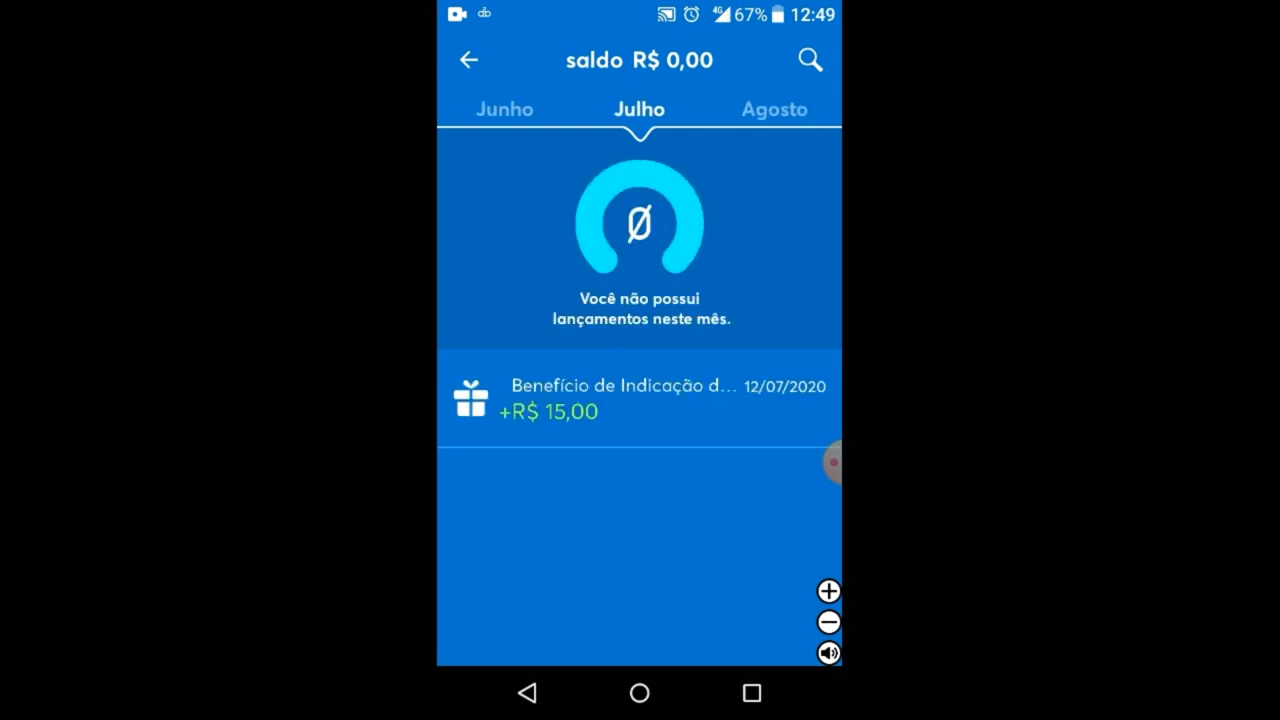 4G 67% 12:49
saldo R$ 0,00
Junho Julho Agosto
Ø
Você não possui
lançamentos neste mês.
Benefício de Indicação d... 12/07/2020
+R$ 15,00